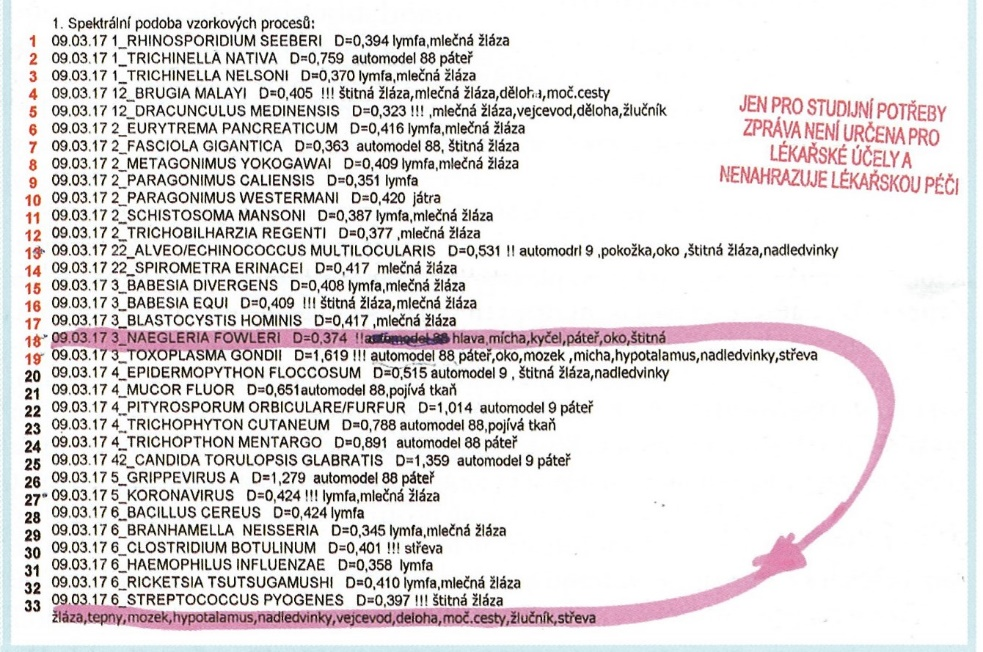 1. Spektrální podoba vzorkových procesů:
1 09.03.17 1_RHINOSPORIDIUM SEEBERI D=0,394 lymfa,mlečná žláza
2 09.03.17 1_TRICHINELLA NATIVA D=0,759 automodel 88 páteř
3 09.03.17 1_TRICHINELLA NELSONI D=0,370 lymfa,mlečná žláza
4 09.03.17 12_BRUGIA MALAYI D=0,405 !!! štitná žláza,mlečná žláza,děloha,moč.cesty
5 09.03.17 12_DRACUNCULUS MEDINENSIS D=0,323 !!! ,mlečná žláza,vejcevod,děloha,žlučník
6 09.03.17 2_EURYTREMA PANCREATICUM D=0,416 lymfa,mlečná žláza
7 09.03.17 2_FASCIOLA GIGANTICA D=0,363 automodel 88, štitná žláza
8 09.03.17 2_METAGONIMUS YOKOGAWAI D=0,409 lymfa,mlečná žláza
9 09.03.17 2_PARAGONIMUS CALIENSIS D=0,351 lymfa
10 09.03.17 2_PARAGONIMUS WESTERMANI D=0,420 játra
11 09.03.17 2_SCHISTOSOMA MANSONI D=0,387 lymfa,mlečná žláza
12 09.03.17 2_TRICHOBILHARZIA REGENTI D=0,377 ,mlečná žláza
13 09.03.17 22_ALVEO/ECHINOCOCCUS MULTILOCULARIS D=0,531 !! automodrl 9 ,pokožka,oko ,štitná žláza,nadledvinky
14 09.03.17 22_SPIROMETRA ERINACEI D=0,417 mlečná žláza
15 09.03.17 3_BABESIA DIVERGENS D=0,408 lymfa,mlečná žláza
16 09.03.17 3_BABESIA EQUI D=0,409 !!! štitná žláza,mlečná žláza
17 09.03.17 3_BLASTOCYSTIS HOMINIS D=0,417 ,mlečná žláza
18 09.03.17 3_NAEGLERIA FOWLERI D=0,374 !! hlava,mícha,kyčel,páteř,oko,štitná
19 09.03.17 3_TOXOPLASMA GONDII D=1,619 !!! automodel 88,páteř,oko,mozek ,micha,hypotalamus,nadledvinky,střeva
20 09.03.17 4_EPIDERMOPYTHON FLOCCOSUM D=0,515 automodel 9 , štitná žláza,nadledvinky
21 09.03.17 4_MUCOR FLUOR D=0,651automodel 88,pojívá tkaň
22 09.03.17 4_PITYROSPORUM ORBICULARE/FURFUR D=1,014 automodel 9 páteř
23 09.03.17 4_TRICHOPHYTON CUTANEUM D=0,788 automodel 88,pojívá tkaň
24 09.03.17 4_TRICHOPTHON MENTARGO D=0,891 automodel 88 páteř
25 09.03.17 42_CANDIDA TORULOPSIS GLABRATIS D=1,359 automodel 9 páteř
26 09.03.17 5_GRIPPEVIRUS A D=1,279 automodel 88 páteř
27 09.03.17 5_KORONAVIRUS D=0,424 !!! lymfa,mlečná žláza
28 09.03.17 6_BACILLUS CEREUS D=0,424 lymfa
29 09.03.17 6_BRANHAMELLA NEISSERIA D=0,345 lymfa,mlečná žláza
30 09.03.17 6_CLOSTRIDIUM BOTULINUM D=0,401 !!! střeva
31 09.03.17 6_HAEMOPHILUS INFLUENZAE D=0,358 lymfa
32 09.03.17 6_RICKETSIA TSUTSUGAMUSHI D=0,410 lymfa,mlečná žláza
33 09.03.17 6_STREPTOCOCCUS PYOGENES D=0,397 !!! štitná žláza
žláza,tepny,mozek,hypotalamus,nadledvinky,vejcevod,deloha,moč.cesty,žlučník,střeva
JEN PRO STUDIJNÍ POTŘEBY
ZPRÁVA NENÍ URČENA PRO
LÉKAŘSKÉ ÚČELY A
NENAHRAZUJE LÉKAŘSKOU PÉČI